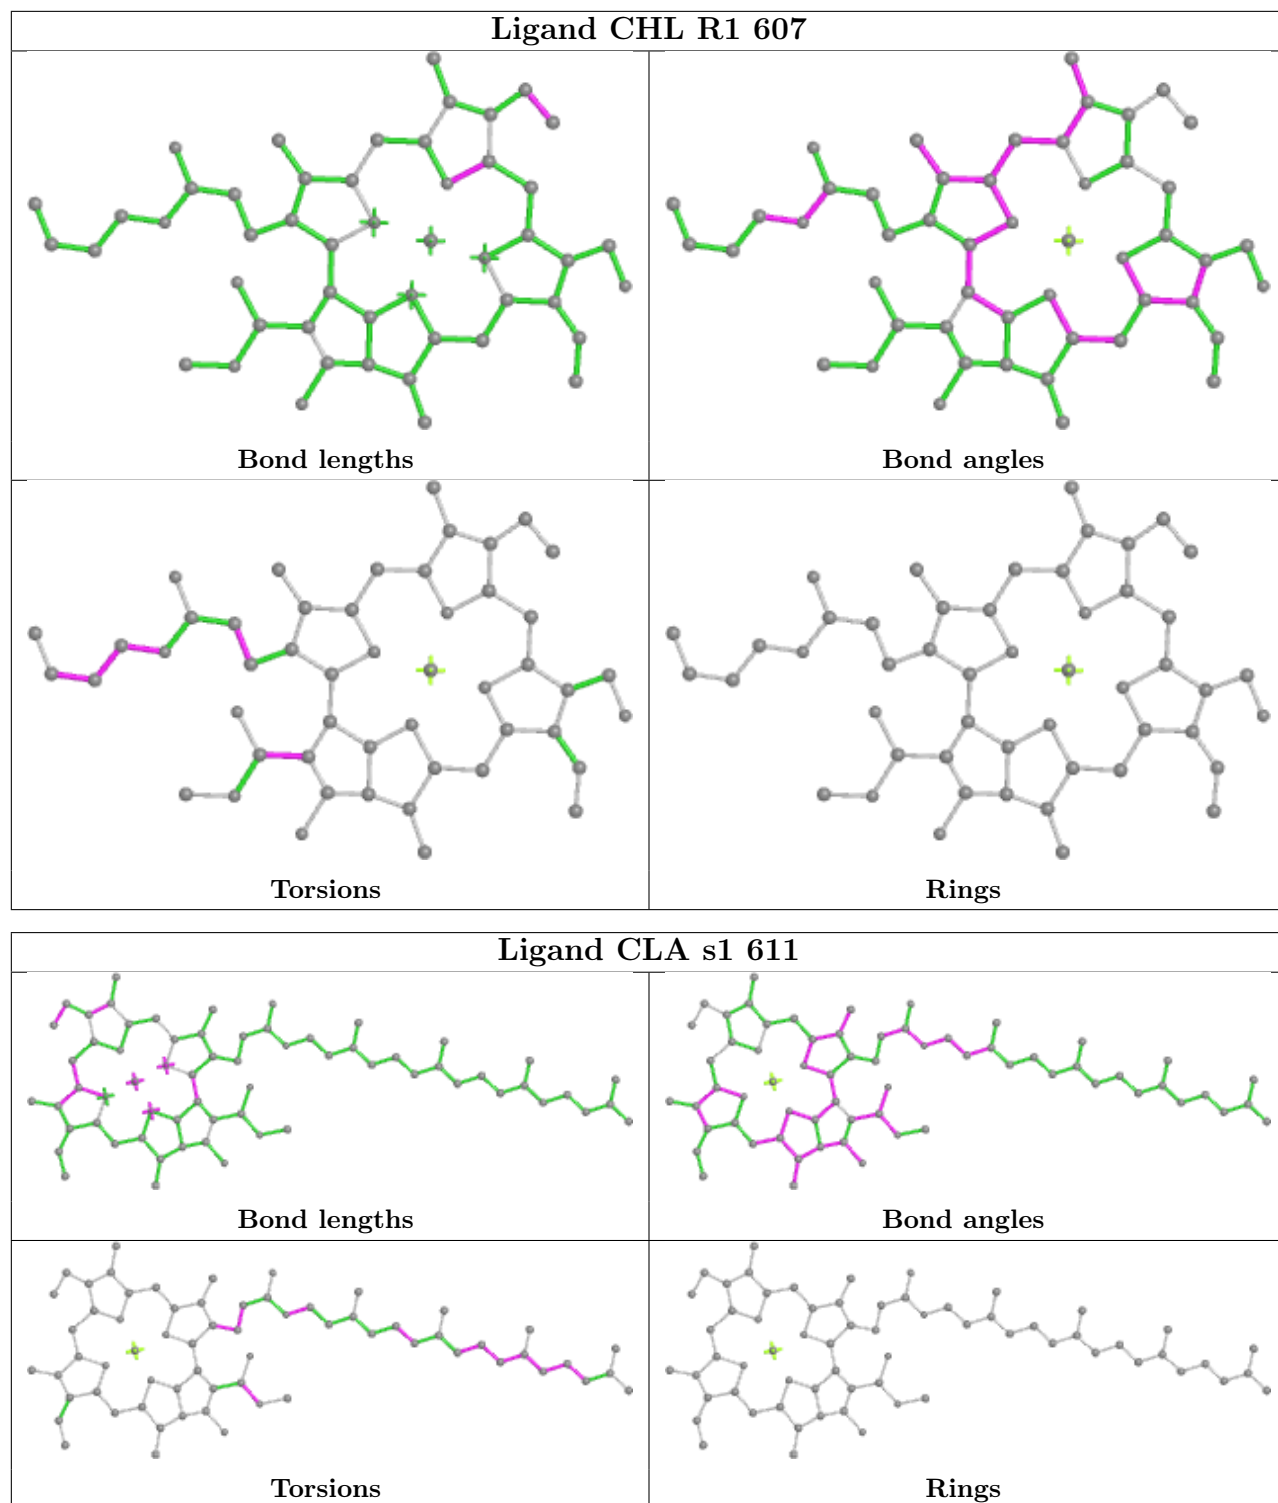 Ligand CHL R1 607
Bond lengths
Bond angles
Torsions
Rings
Ligand CLA s1 611
Bond lengths
Bond angles
Torsions
Rings